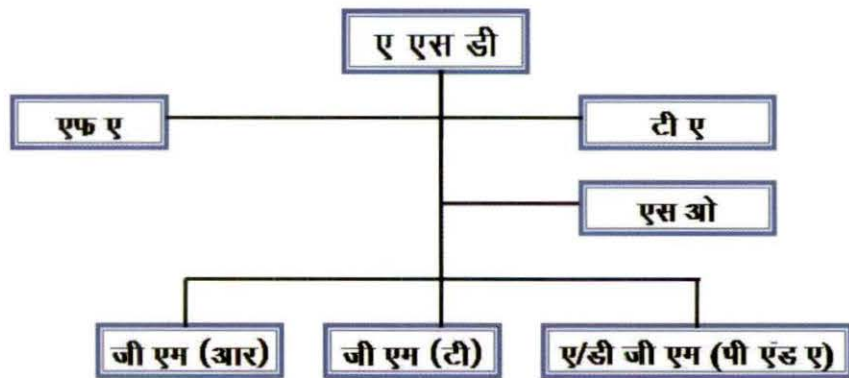 ए एस डी
एफ ए
टी ए
एस ओ
जी एम (आर)
जी एम (टी)
ए/डी जी एम (पी एंड ए)